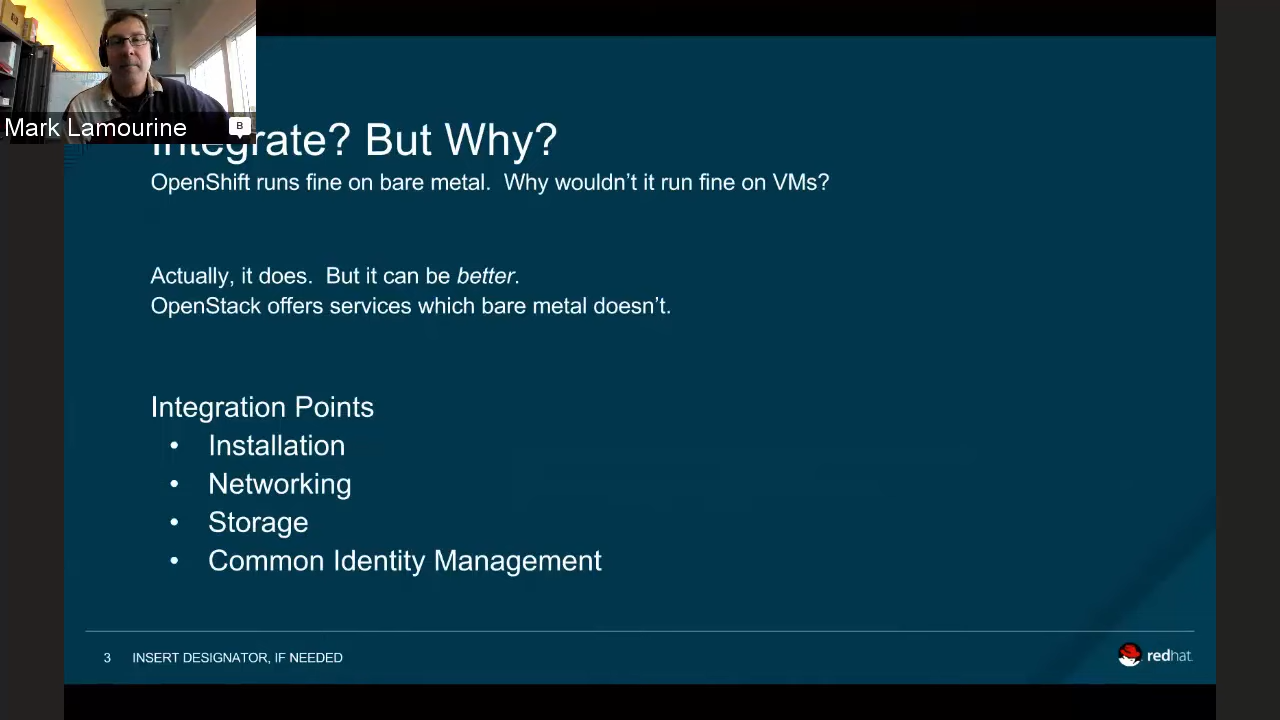 Mark Lamourine
B
Integrate? But Why?
OpenShift runs fine on bare metal.  Why wouldn’t it run fine on VMs?
Actually, it does.  But it can be better.
OpenStack offers services which bare metal doesn’t.
Integration Points
• Installation
• Networking
• Storage
• Common Identity Management
3 INSERT DESIGNATOR, IF NEEDED
redhat.